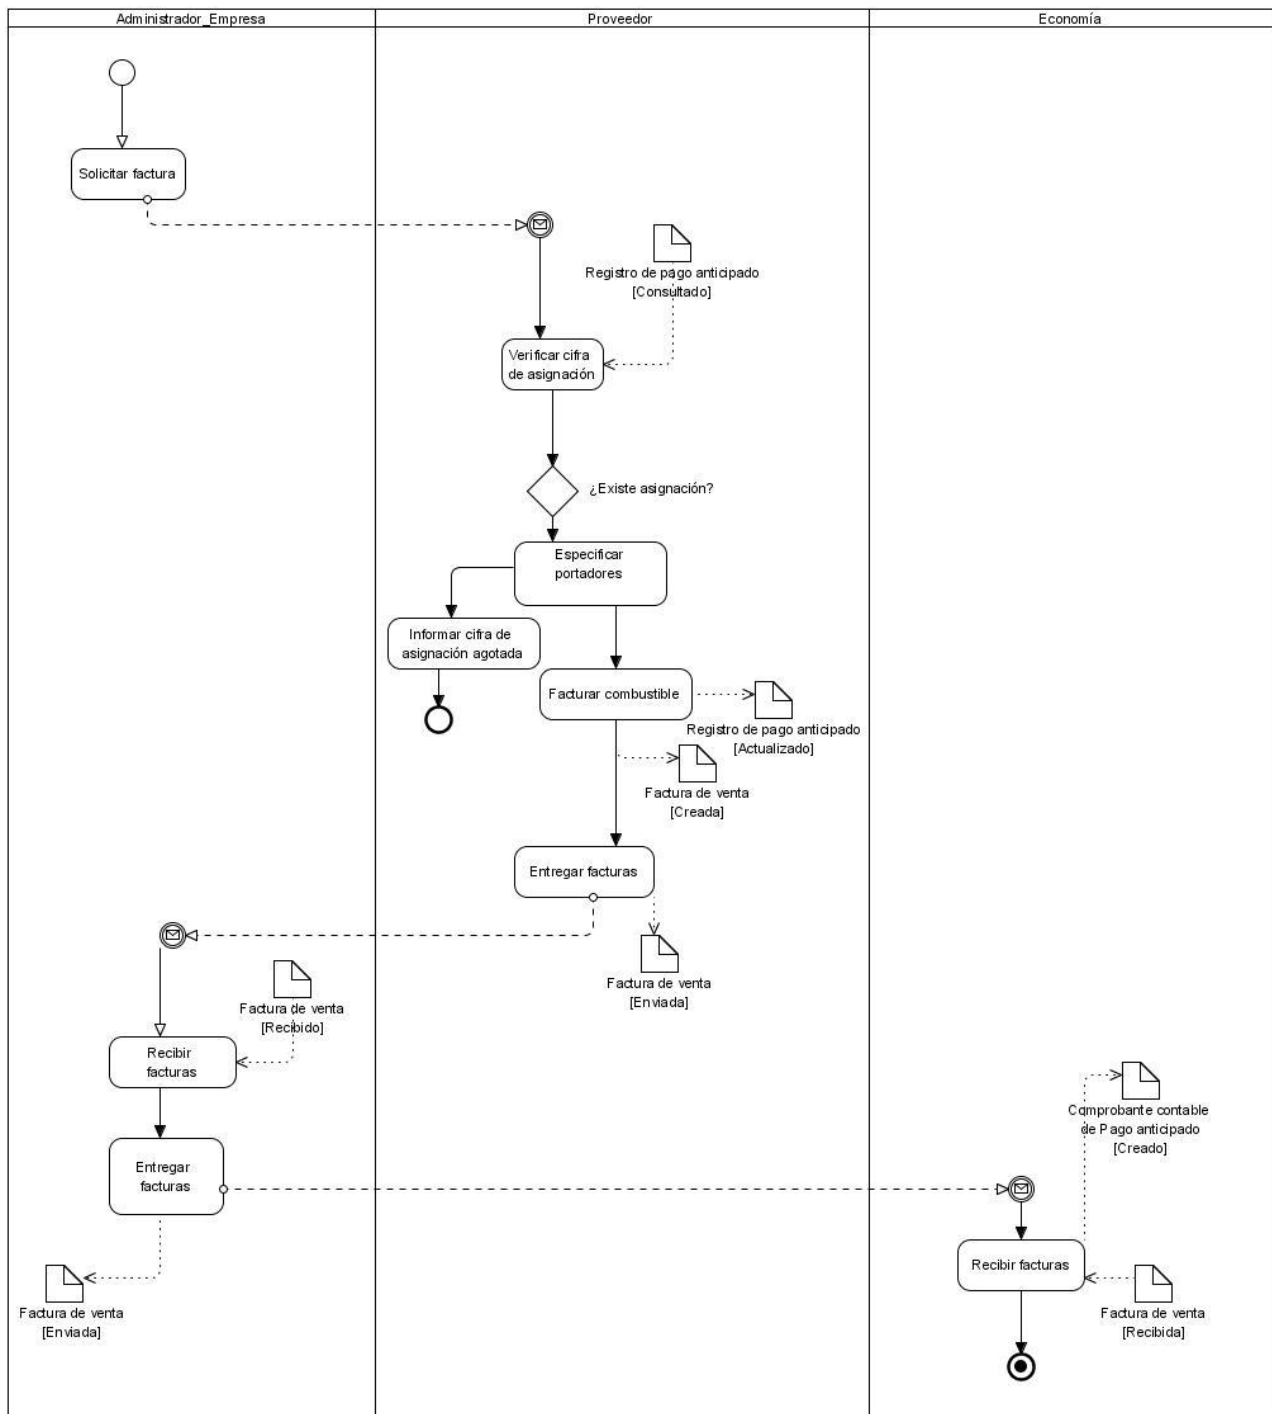 Administrador_Empresa
Proveedor
Economía
Solicitar factura
Registro de pago anticipado
[Consultado]
Verificar cifra
de asignación
¿Existe asignación?
Especificar
portadores
Informar cifra de
asignación agotada
Facturar combustible
Registro de pago anticipado
[Actualizado]
Factura de venta
[Creada]
Entregar facturas
Factura de venta
[Enviada]
Factura de venta
[Recibido]
Recibir
facturas
Comprobante contable
de Pago anticipado
[Creado]
Entregar
facturas
Recibir facturas
Factura de venta
[Enviada]
Factura de venta
[Recibida]